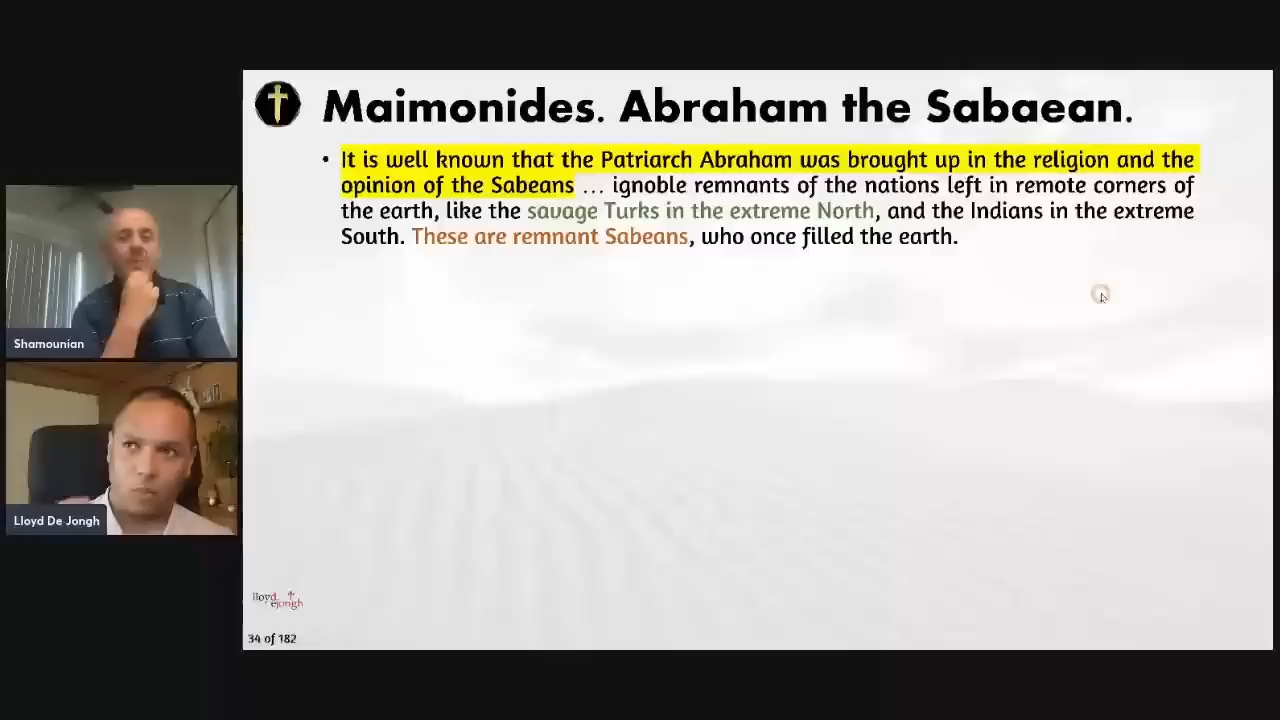 Maimonides. Abraham the Sabaean.
• It is well known that the Patriarch Abraham was brought up in the religion and the
opinion of the Sabeans ... ignoble remnants of the nations left in remote corners of
the earth, like the savage Turks in the extreme North, and the Indians in the extreme
South. These are remnant Sabeans, who once filled the earth.
Shamounian
Lloyd De Jongh
lloyd
ejongh
34 of 182